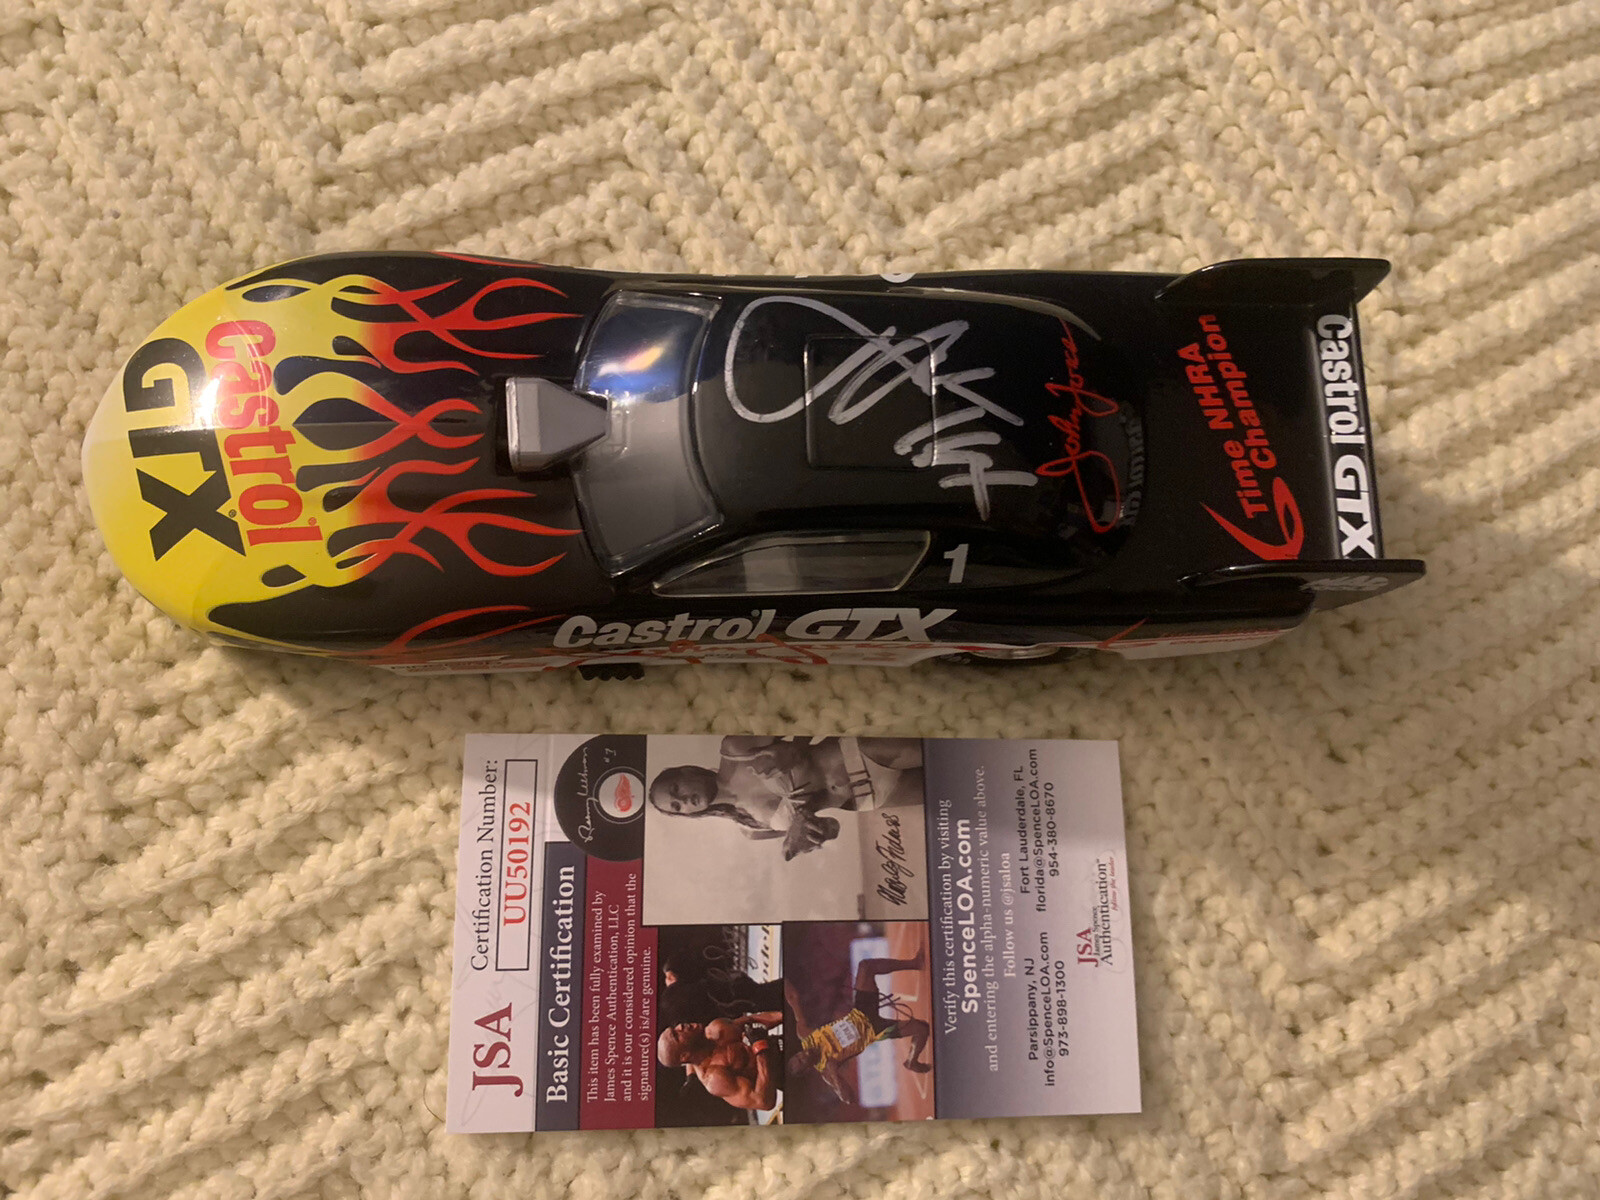 Castrol
GTX
John Force
6
Time NHRA
Champion
Castrol GTX
1
Castrol GTX
JSA
Certification Number:
UU50192
Basic Certification
This item has been fully examined by
James Spence Authentication, LLC
and it is our considered opinion that the
signature(s) is/are genuine.
Verify this certification by visiting
SpenceLOA.com
and entering the alpha-numeric value above.
Follow us @jsaloa
Parsippany, NJ
info@SpenceLOA.com
973-898-1300
Fort Lauderdale, FL
florida@SpenceLOA.com
954-380-8670
JSA
James Spence
Authentication™